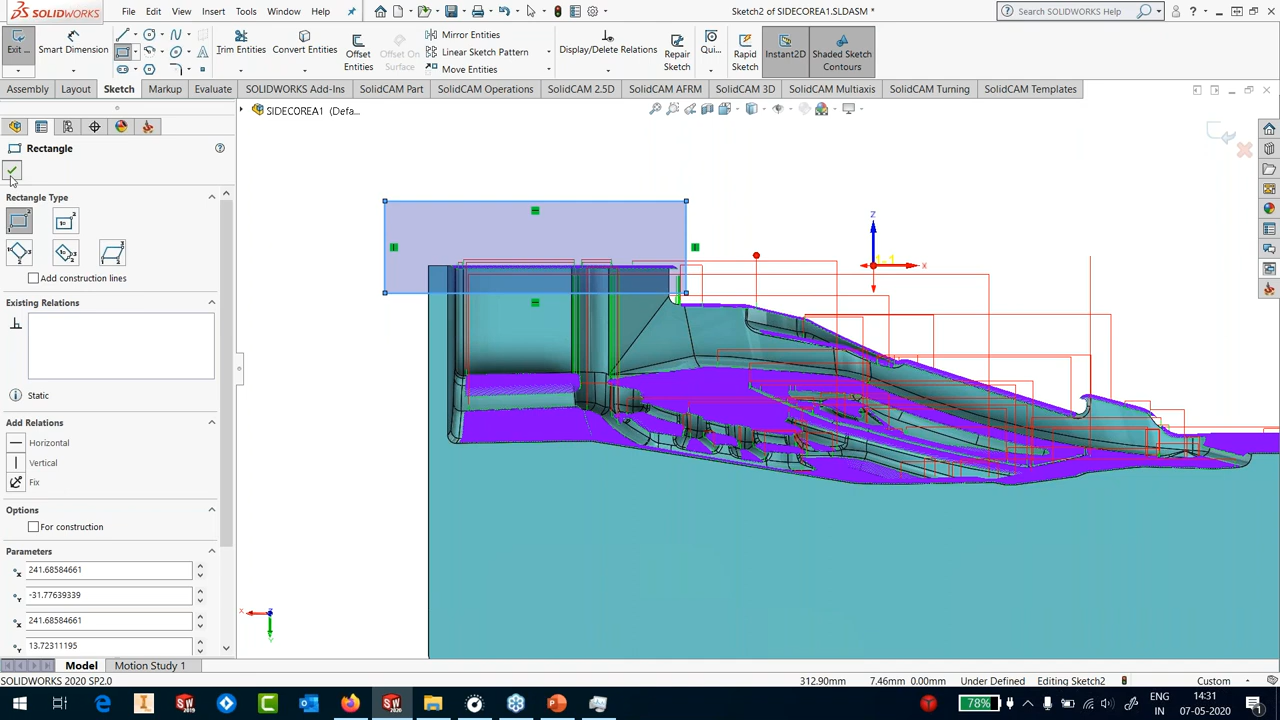 SOLIDWORKS File Edit View Insert Tools Window Help Sketch2 of SIDECOREA1.SLDASM * Search SOLIDWORKS Help
Exit... Smart Dimension Trim Entities Convert Entities Offset Entities Offset On Surface Mirror Entities Linear Sketch Pattern Move Entities Display/Delete Relations Repair Sketch Qui... Rapid Sketch Instant2D Shaded Sketch Contours
Assembly Layout Sketch Markup Evaluate SOLIDWORKS Add-Ins SolidCAM Part SolidCAM Operations SolidCAM 2.5D SolidCAM AFRM SolidCAM 3D SolidCAM Multiaxis SolidCAM Turning SolidCAM Templates
SIDECOREA1 (Defa...
Rectangle
Rectangle Type
Add construction lines
Existing Relations
Static
Add Relations
Horizontal
Vertical
Fix
Options
For construction
Parameters
241.68584661
-31.77639339
241.68584661
13.72311195
Z
1-1
X
X
Z
Y
Model Motion Study 1
SOLIDWORKS 2020 SP2.0 312.90mm 7.46mm 0.00mm Under Defined Editing Sketch2 Custom
78% ENG IN 14:31 07-05-2020